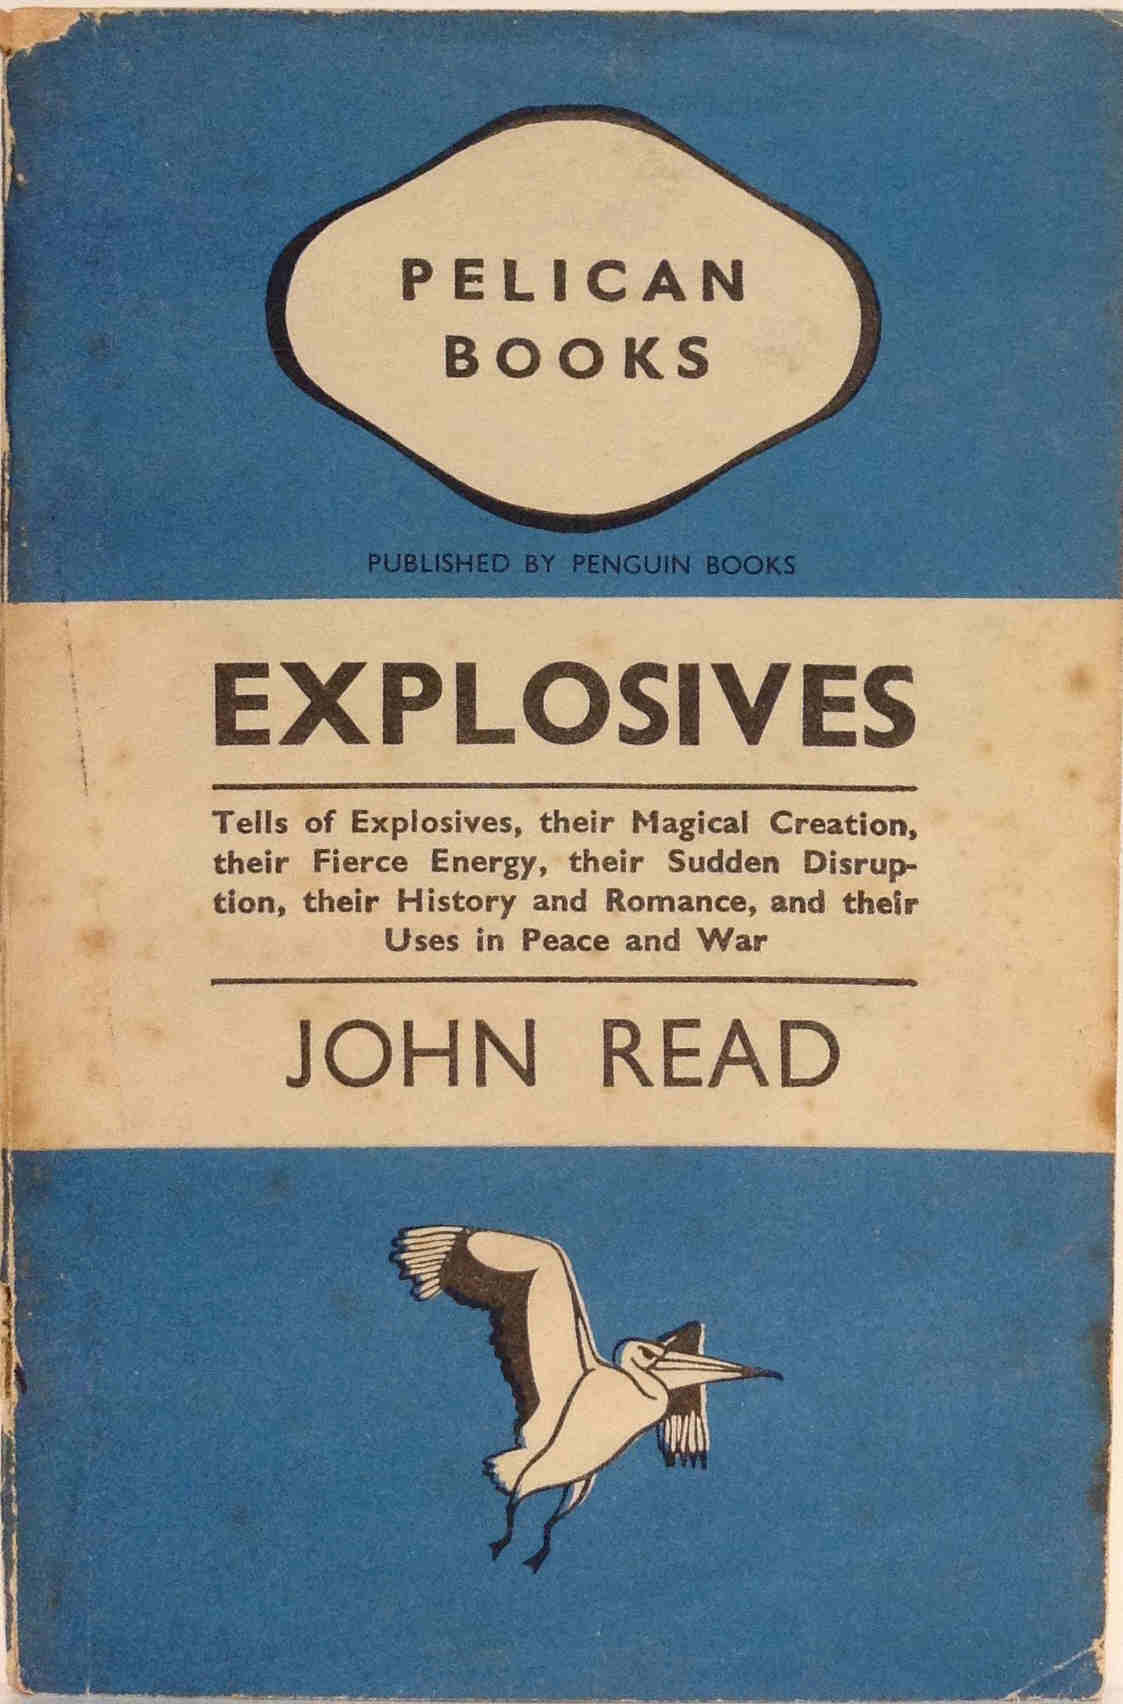 PELICAN
BOOKS
PUBLISHED BY PENGUIN BOOKS
EXPLOSIVES
Tells of Explosives, their Magical Creation,
their Fierce Energy, their Sudden Disrup-
tion, their History and Romance, and their
Uses in Peace and War
JOHN READ